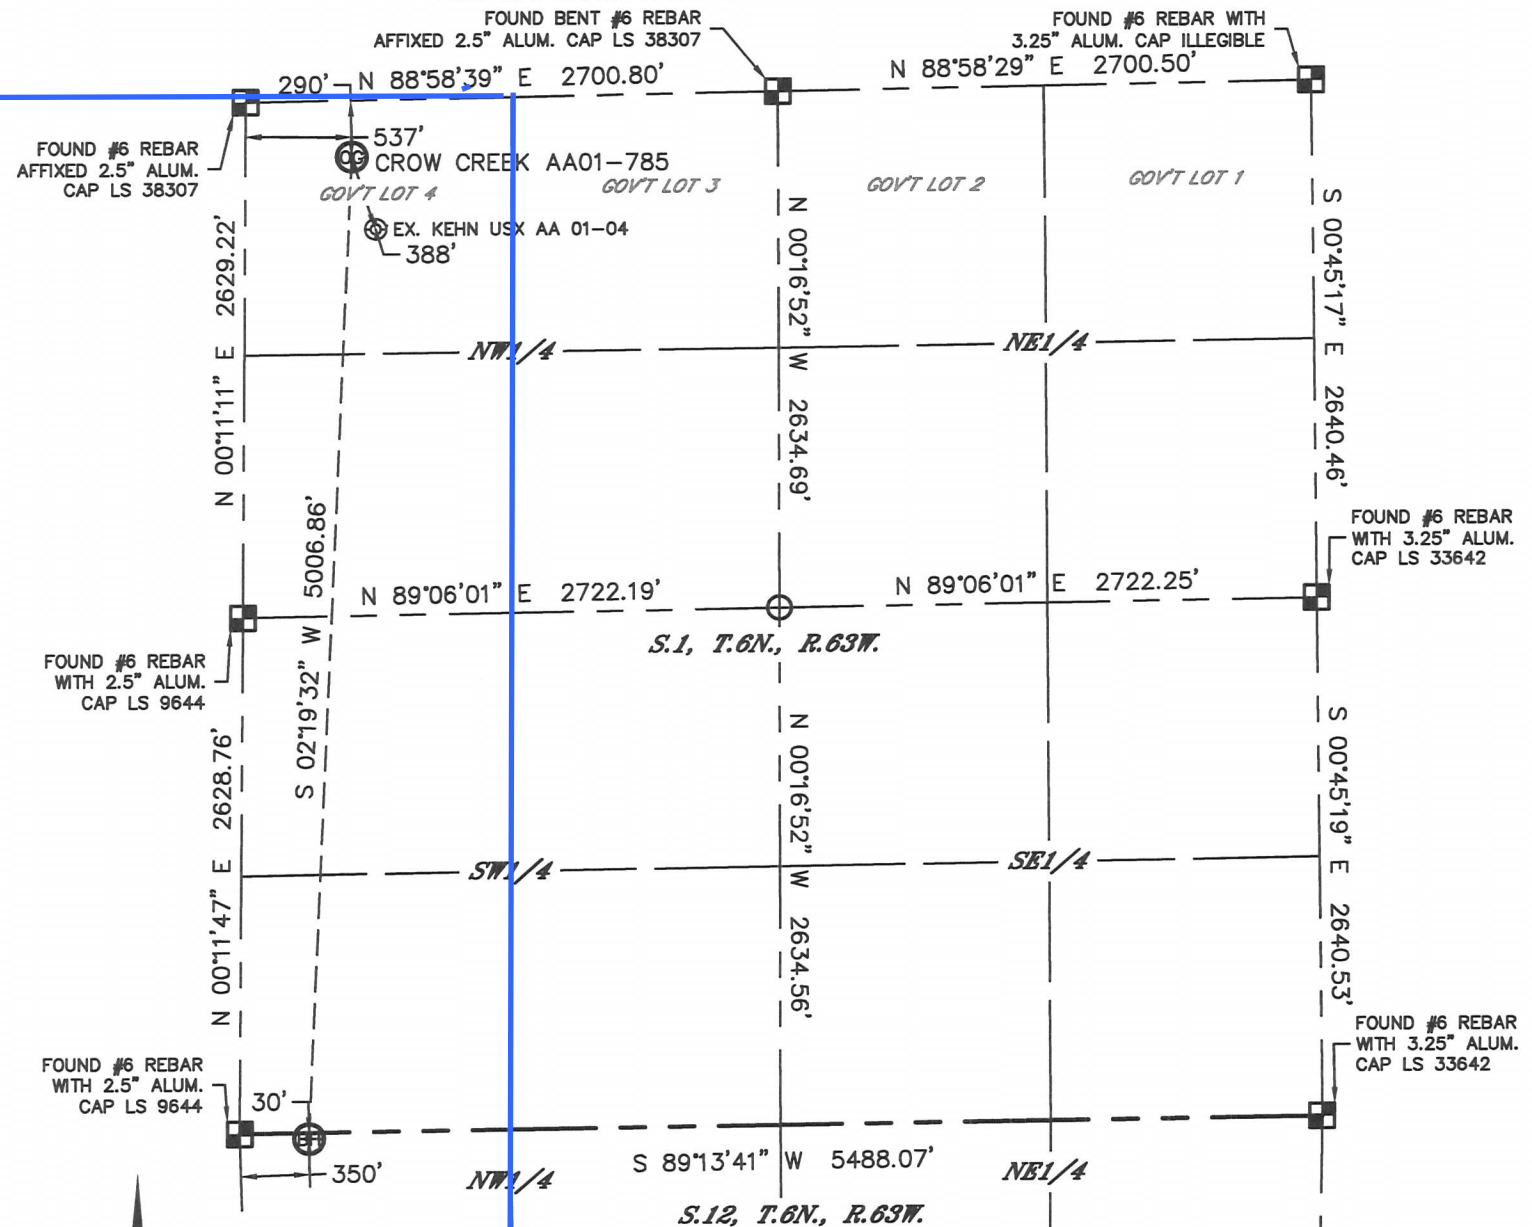 FOUND BENT #6 REBAR
AFFIXED 2.5" ALUM. CAP LS 38307
FOUND #6 REBAR WITH
3.25" ALUM. CAP ILLEGIBLE
290'
N 88°58'39" E 2700.80'
N 88°58'29" E 2700.50'
FOUND #6 REBAR
AFFIXED 2.5" ALUM.
CAP LS 38307
537'
CROW CREEK AA01-785
GOV'T LOT 4
GOV'T LOT 3
GOV'T LOT 2
GOV'T LOT 1
EX. KEHN USX AA 01-04
388'
N 00°11'11" E 2629.22'
N 00°16'52" W 2634.69'
S 00°45'17" E 2640.46'
NW1/4
NE1/4
S 02°19'32" W 5006.86'
FOUND #6 REBAR
WITH 3.25" ALUM.
CAP LS 33642
N 89°06'01" E 2722.19'
N 89°06'01" E 2722.25'
S.1, T.6N., R.63W.
FOUND #6 REBAR
WITH 2.5" ALUM.
CAP LS 9644
N 00°11'47" E 2628.76'
N 00°16'52" W 2634.56'
S 00°45'19" E 2640.53'
SW1/4
SE1/4
FOUND #6 REBAR
WITH 3.25" ALUM.
CAP LS 33642
FOUND #6 REBAR
WITH 2.5" ALUM.
CAP LS 9644
30'
350'
S 89°13'41" W 5488.07'
NW1/4
NE1/4
S.12, T.6N., R.63W.